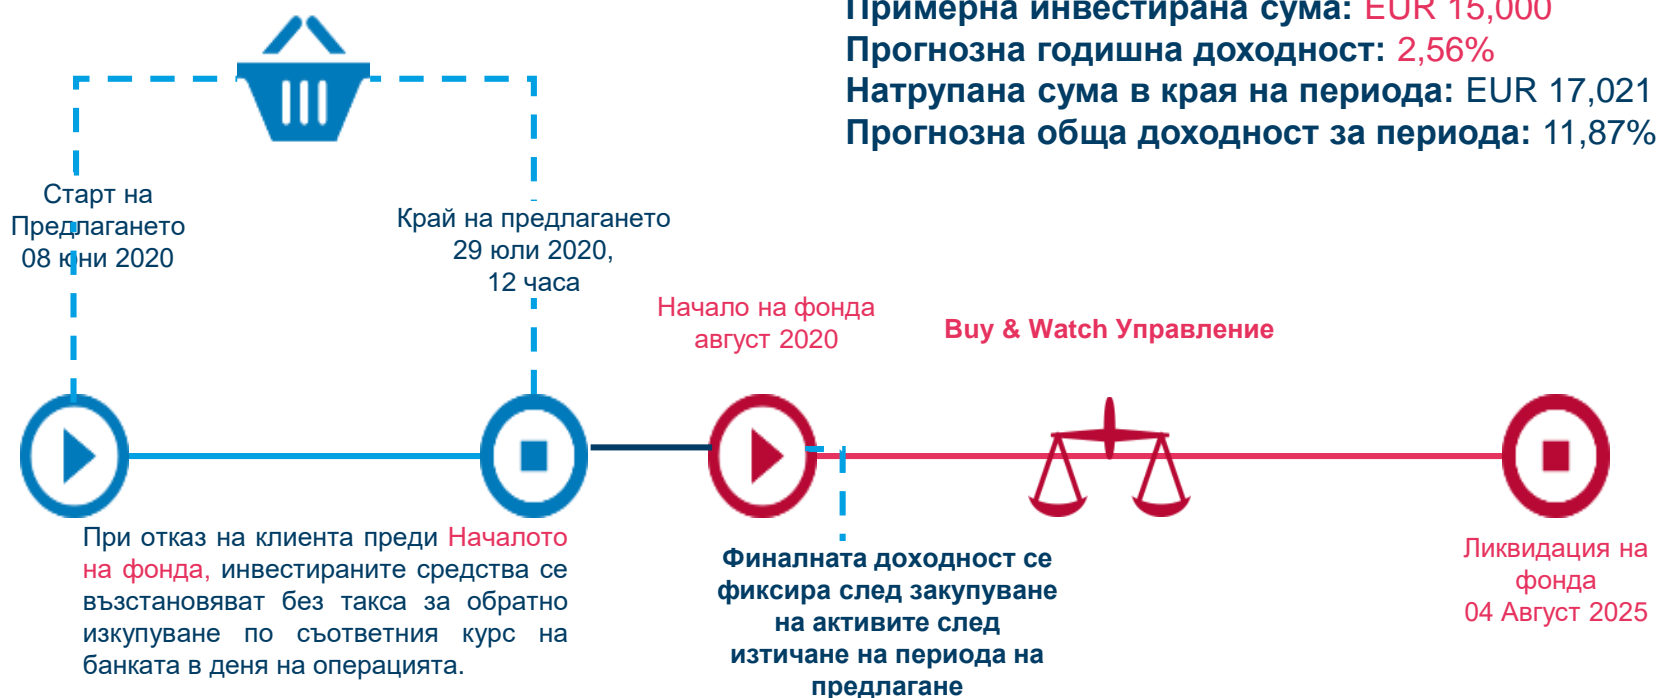 Примерна инвестирана сума: EUR 15,000
Прогнозна годишна доходност: 2,56%
Натрупана сума в края на периода: EUR 17,021
Прогнозна обща доходност за периода: 11,87%
Старт на
Предлагането
08 юни 2020
Край на предлагането
29 юли 2020,
12 часа
Начало на фонда
август 2020
Buy & Watch Управление
При отказ на клиента преди Началото
на фонда, инвестираните средства се
възстановяват без такса за обратно
изкупуване по съответния курс на
банката в деня на операцията.
Финалната доходност се
фиксира след закупуване
на активите след
изтичане на периода на
предлагане
Ликвидация на
фонда
04 Август 2025